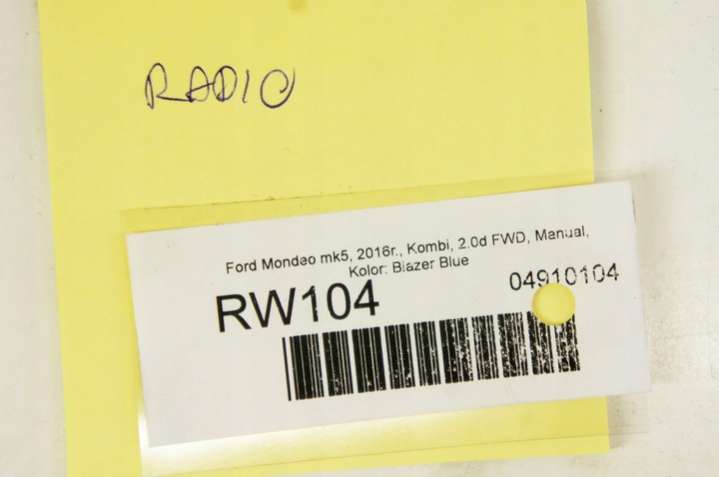 RADIO
Ford Mondeo mk5, 2016r., Kombi, 2.0d FWD, Manual,
Kolor: Blazer Blue
RW104 04910104